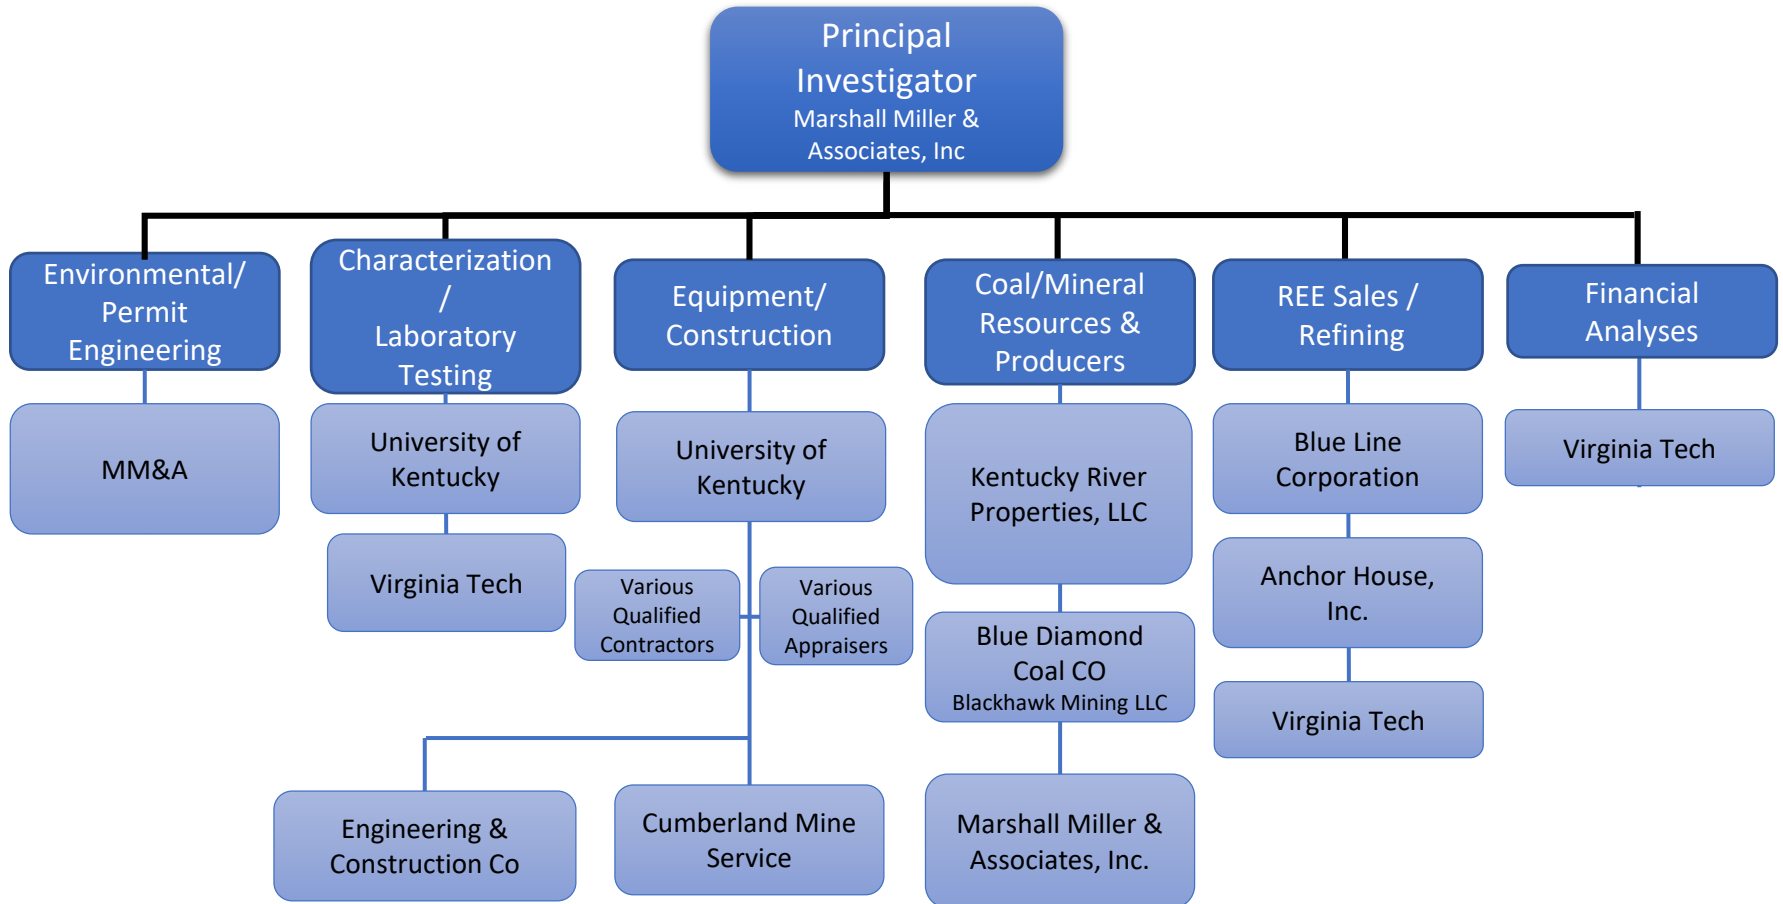 Principal
Investigator
Marshall Miller &
Associates, Inc
Environmental/
Permit
Engineering
Characterization
/
Laboratory
Testing
Equipment/
Construction
Coal/Mineral
Resources &
Producers
REE Sales /
Refining
Financial
Analyses
MM&A
University of
Kentucky
University of
Kentucky
Kentucky River
Properties, LLC
Blue Line
Corporation
Virginia Tech
Virginia Tech
Various
Qualified
Contractors
Various
Qualified
Appraisers
Blue Diamond
Coal CO
Blackhawk Mining LLC
Anchor House,
Inc.
Virginia Tech
Engineering &
Construction Co
Cumberland Mine
Service
Marshall Miller &
Associates, Inc.